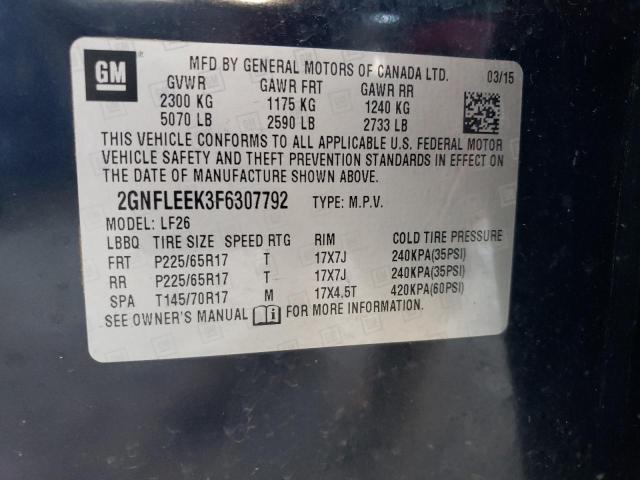 GM
MFD BY GENERAL MOTORS OF CANADA LTD. 03/15
GVWR GAWR FRT GAWR RR
2300 KG 1175 KG 1240 KG
5070 LB 2590 LB 2733 LB
THIS VEHICLE CONFORMS TO ALL APPLICABLE U.S. FEDERAL MOTOR
VEHICLE SAFETY AND THEFT PREVENTION STANDARDS IN EFFECT ON
THE DATE OF MANUFACTURE SHOWN ABOVE.
2GNFLEEK3F6307792 TYPE: M.P.V.
MODEL: LF26
LBBQ TIRE SIZE SPEED RTG RIM COLD TIRE PRESSURE
FRT P225/65R17 T 17X7J 240KPA(35PSI)
RR P225/65R17 T 17X7J 240KPA(35PSI)
SPA T145/70R17 M 17X4.5T 420KPA(60PSI)
SEE OWNER'S MANUAL FOR MORE INFORMATION.